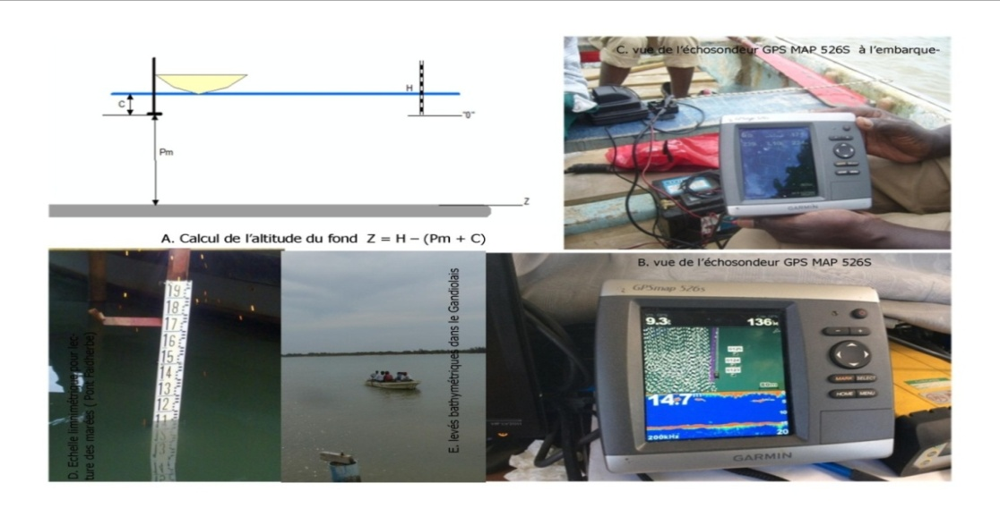 C. vue de l'échosondeur GPS MAP 526S à l'embarque-
H
C
"0"
Pm
Z
A. Calcul de l'altitude du fond Z = H – (Pm + C)
GARMIN
B. vue de l'échosondeur GPS MAP 526S
GPSmap 526s
9.3
136
14.7
200kHz
20
MARK SELECT
HOME MENU
GARMIN
19
18
17
16
15
14
13
12
11
D. Echelle limnimétrique pour lec-
ture des marées ( Pont Faidherbe)
E. levés bathymétriques dans le Gandiolais